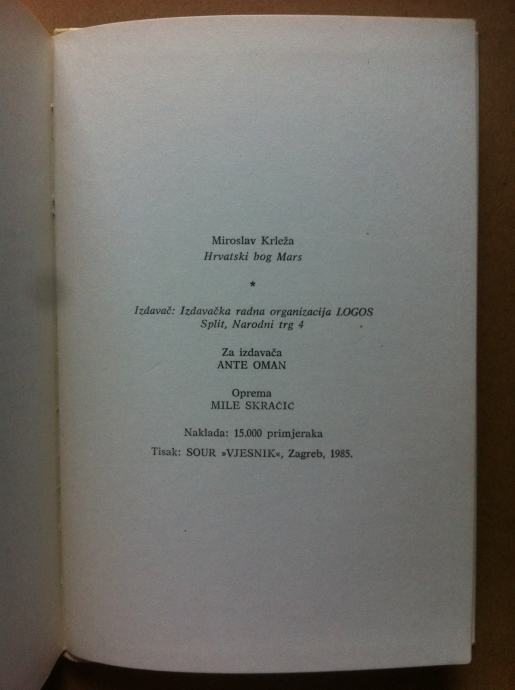 Miroslav Krleža
Hrvatski bog Mars
*
Izdavač: Izdavačka radna organizacija LOGOS
Split, Narodni trg 4
Za izdavača
ANTE OMAN
Oprema
MILE SKRAČIĆ
Naklada: 15.000 primjeraka
Tisak: SOUR »VJESNIK«, Zagreb, 1985.